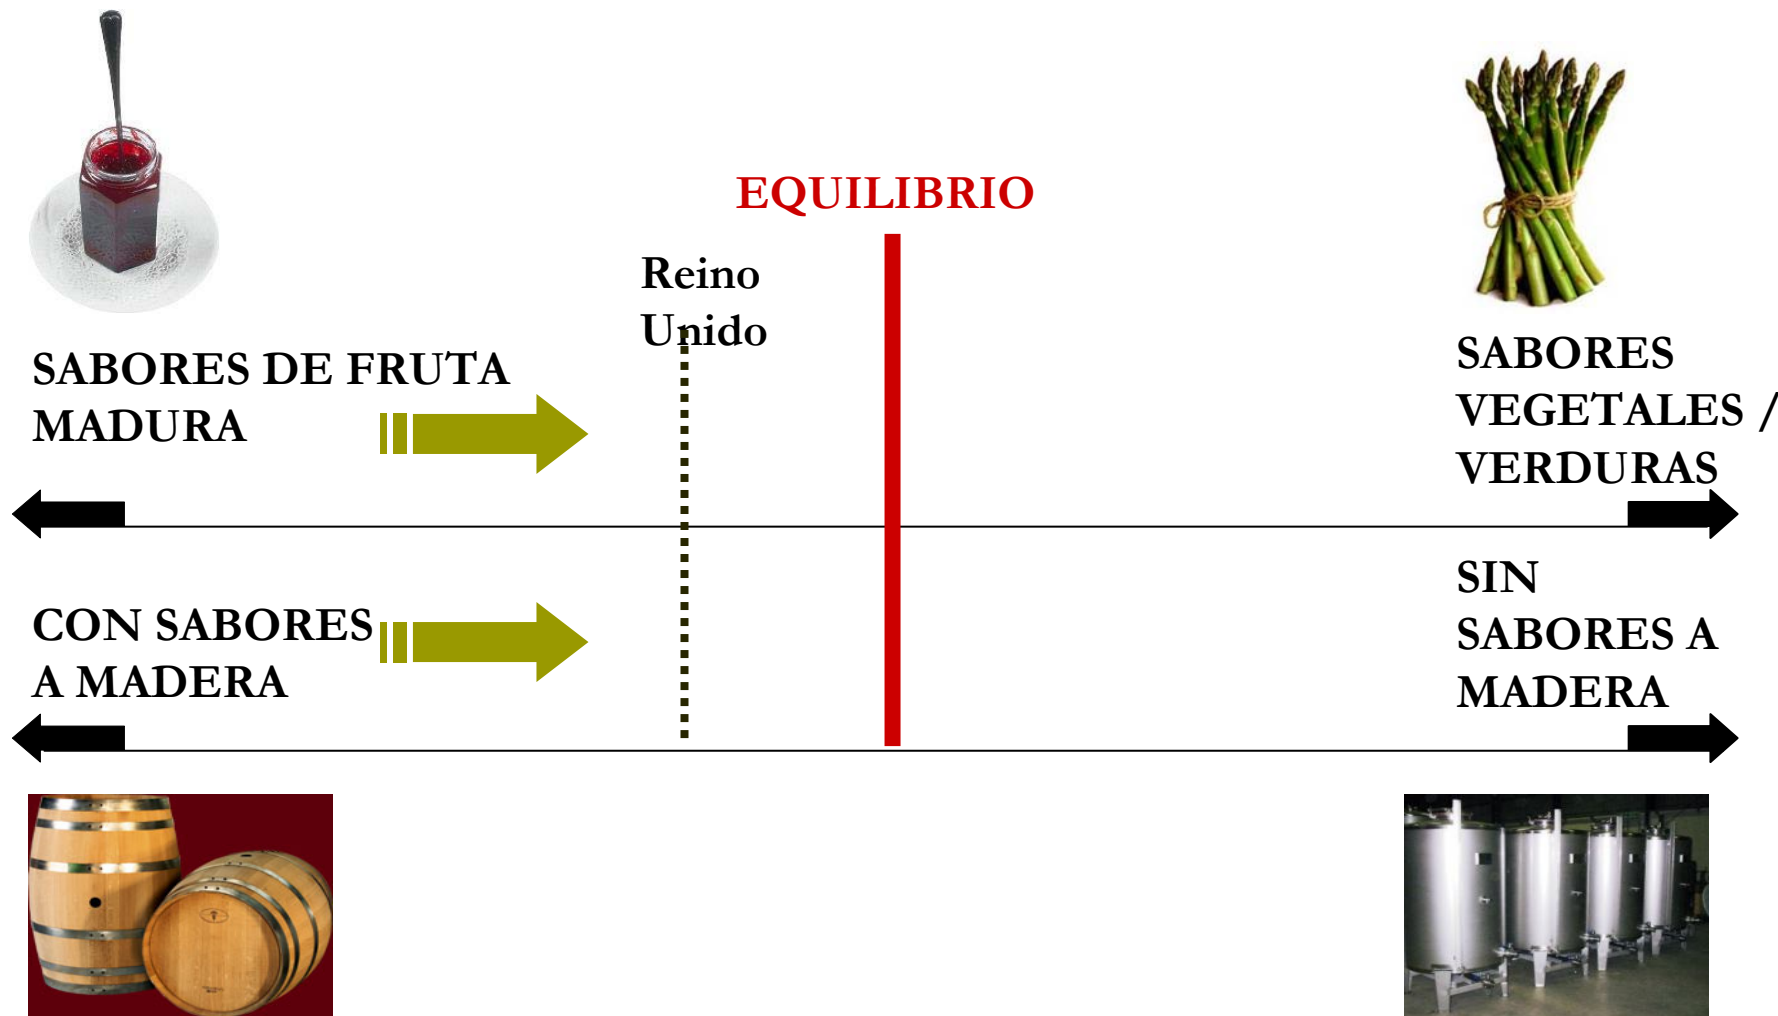 EQUILIBRIO
Reino
Unido
SABORES DE FRUTA
MADURA
SABORES
VEGETALES /
VERDURAS
CON SABORES
A MADERA
SIN
SABORES A
MADERA